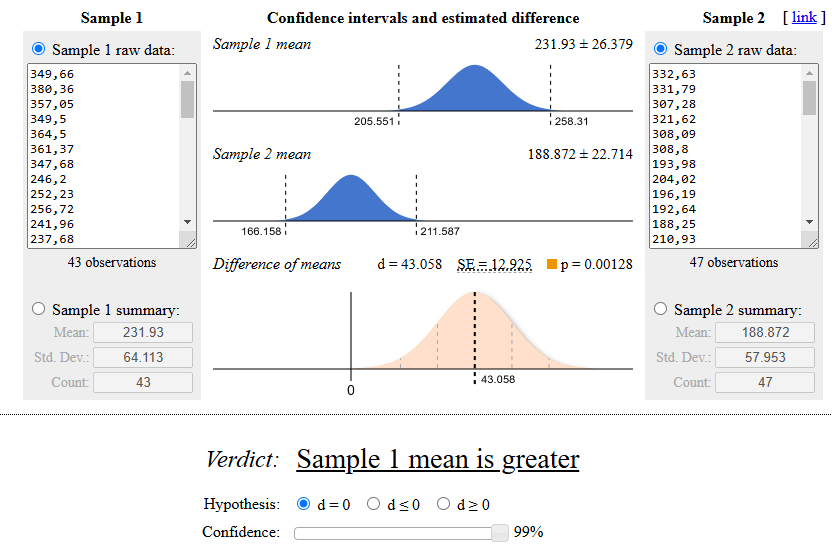 Sample 1
Confidence intervals and estimated difference
Sample 2 [ link ]
Sample 1 raw data:
349,66
380,36
357,05
349,5
364,5
361,37
347,68
246,2
252,23
256,72
241,96
237,68
43 observations
Sample 1 summary:
Mean: 231.93
Std. Dev.: 64.113
Count: 43
Sample 1 mean 231.93 ± 26.379
205.551 258.31
Sample 2 mean 188.872 ± 22.714
166.158 211.587
Difference of means d = 43.058 SE = 12.925 p = 0.00128
43.058
0
Sample 2 raw data:
332,63
331,79
307,28
321,62
308,09
308,8
193,98
204,02
196,19
192,64
188,25
210,93
47 observations
Sample 2 summary:
Mean: 188.872
Std. Dev.: 57.953
Count: 47
Verdict: Sample 1 mean is greater
Hypothesis: d = 0 d ≤ 0 d ≥ 0
Confidence: 99%